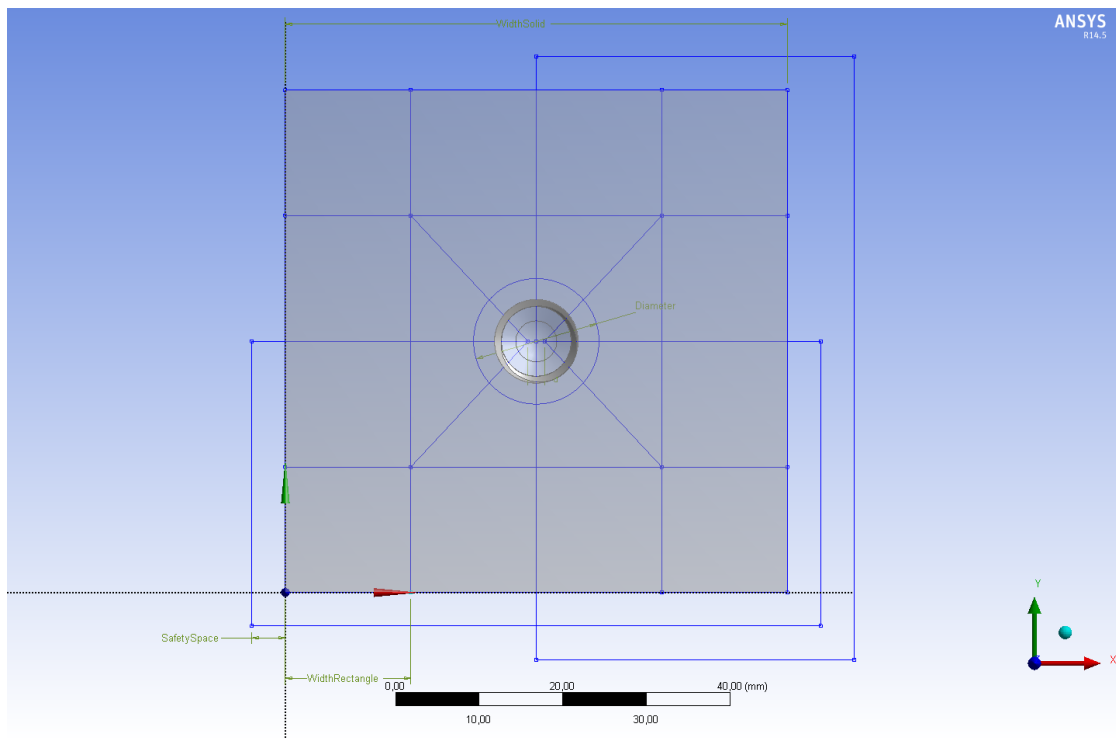 WidthSolid
ANSYS
R14.5
Diameter
SafetySpace
WidthRectangle
0,00 20,00 40,00 (mm)
10,00 30,00
Y
X